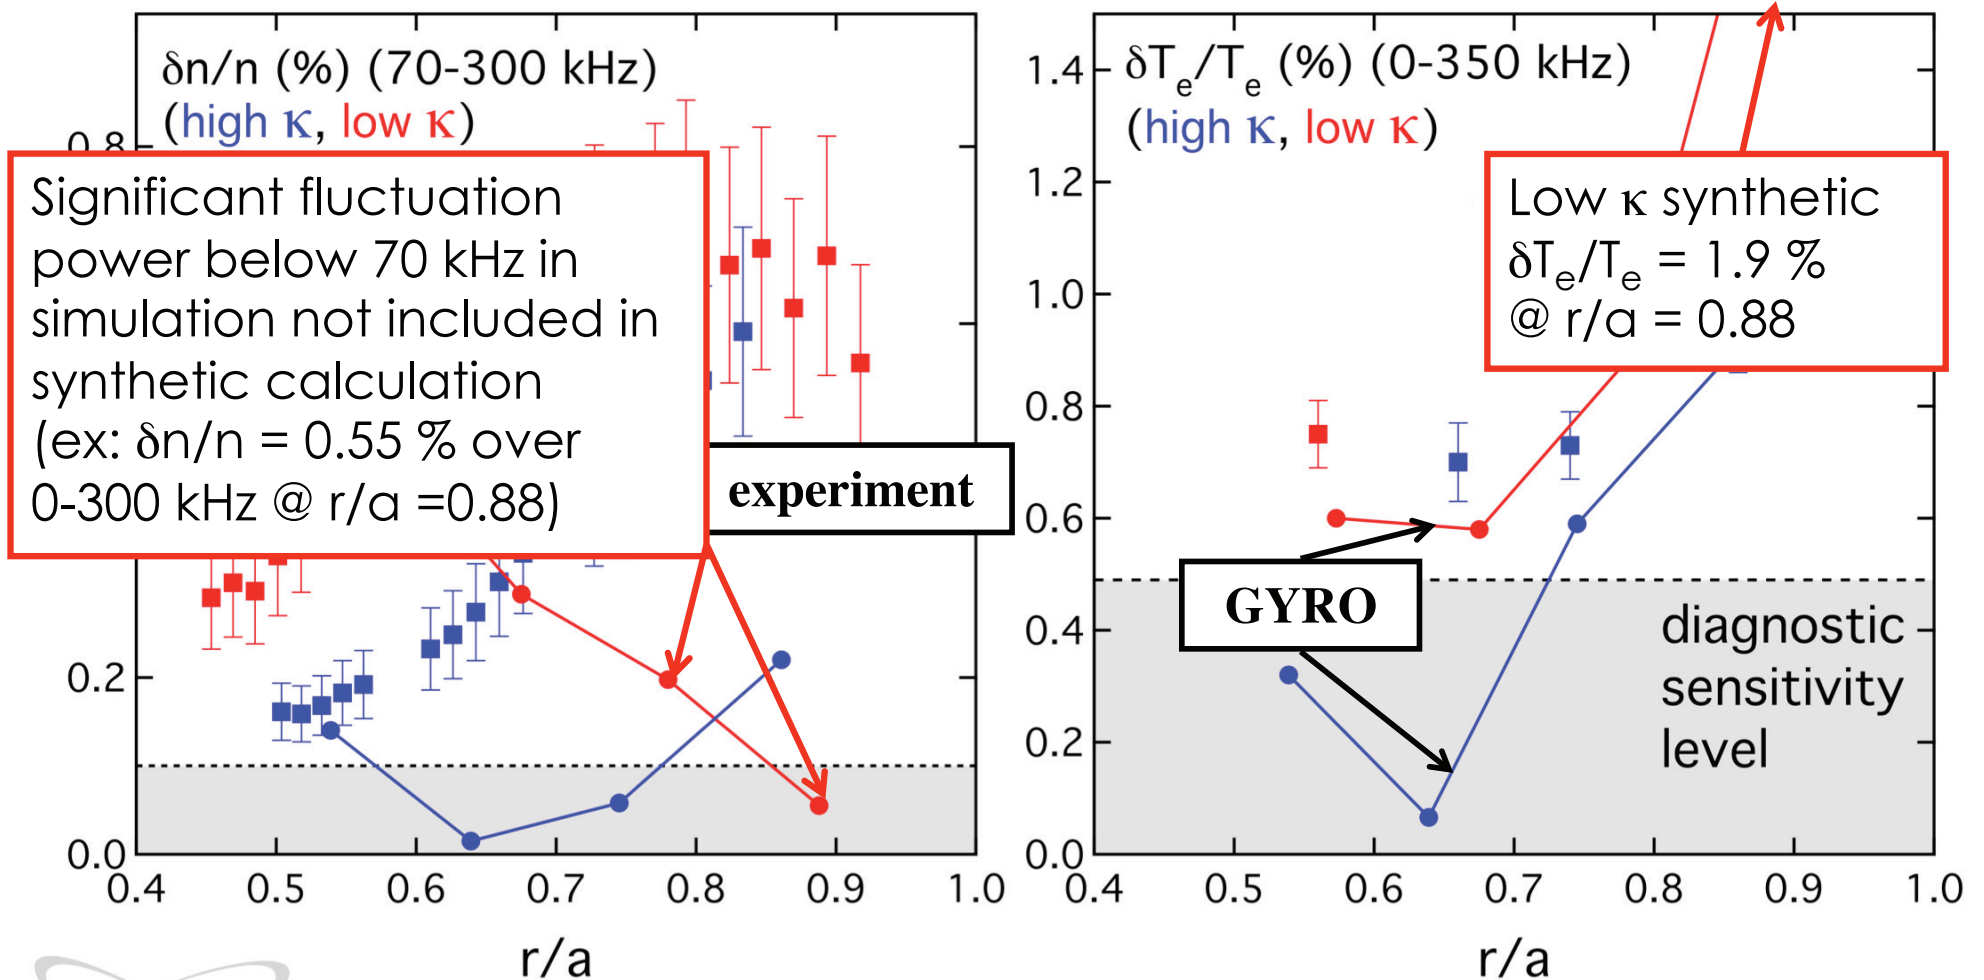 δn/n (%) (70-300 kHz)
(high κ, low κ)
0.8
Significant fluctuation
power below 70 kHz in
simulation not included in
synthetic calculation
(ex: δn/n = 0.55 % over
0-300 kHz @ r/a =0.88)
experiment
0.2
0.0
0.4 0.5 0.6 0.7 0.8 0.9 1.0
r/a
δTe/Te (%) (0-350 kHz)
(high κ, low κ)
1.4
1.2
1.0
0.8
0.6
0.4
0.2
0.0
Low κ synthetic
δTe/Te = 1.9 %
@ r/a = 0.88
GYRO
diagnostic
sensitivity
level
0.4 0.5 0.6 0.7 0.8 0.9 1.0
r/a